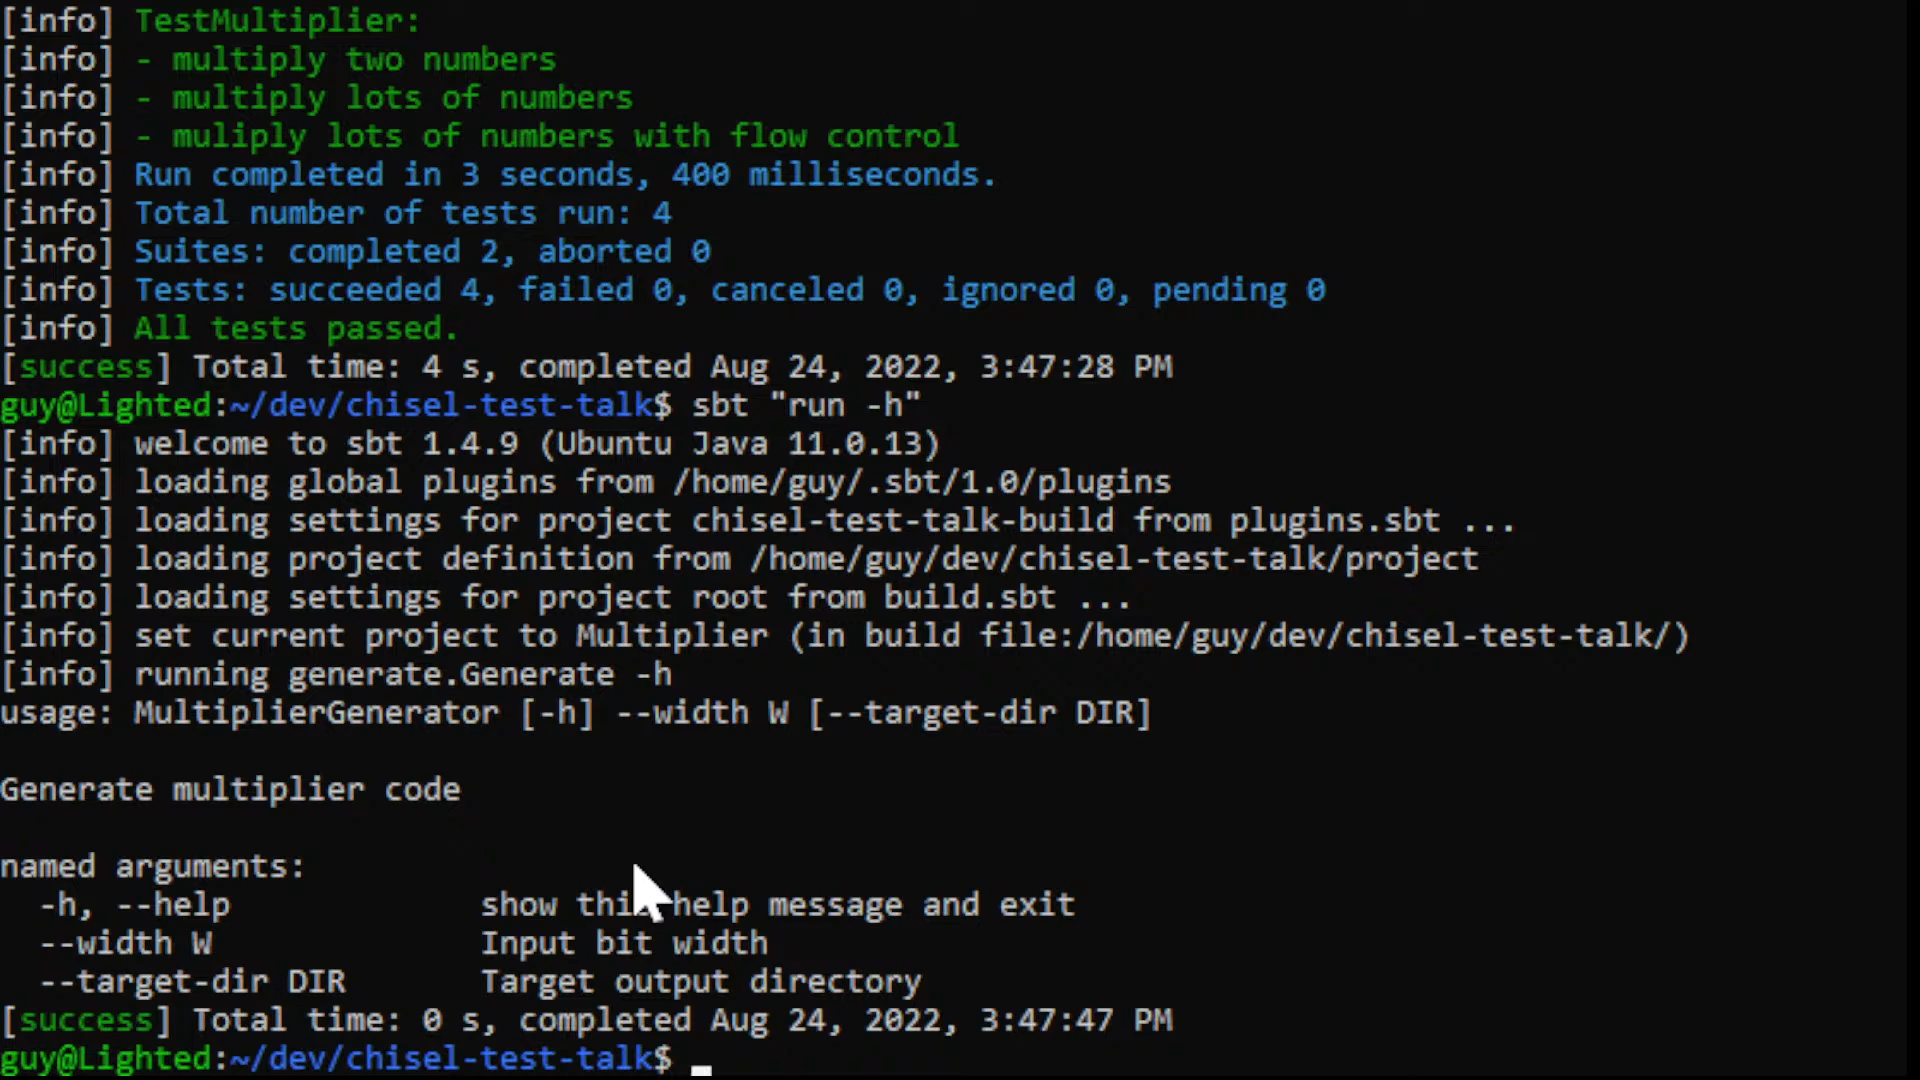 [info] TestMultiplier:
[info] - multiply two numbers
[info] - multiply lots of numbers
[info] - muliply lots of numbers with flow control
[info] Run completed in 3 seconds, 400 milliseconds.
[info] Total number of tests run: 4
[info] Suites: completed 2, aborted 0
[info] Tests: succeeded 4, failed 0, canceled 0, ignored 0, pending 0
[info] All tests passed.
[success] Total time: 4 s, completed Aug 24, 2022, 3:47:28 PM
guy@Lighted:~/dev/chisel-test-talk$ sbt "run -h"
[info] welcome to sbt 1.4.9 (Ubuntu Java 11.0.13)
[info] loading global plugins from /home/guy/.sbt/1.0/plugins
[info] loading settings for project chisel-test-talk-build from plugins.sbt ...
[info] loading project definition from /home/guy/dev/chisel-test-talk/project
[info] loading settings for project root from build.sbt ...
[info] set current project to Multiplier (in build file:/home/guy/dev/chisel-test-talk/)
[info] running generate.Generate -h
usage: MultiplierGenerator [-h] --width W [--target-dir DIR]
Generate multiplier code
named arguments:
-h, --help show this help message and exit
--width W Input bit width
--target-dir DIR Target output directory
[success] Total time: 0 s, completed Aug 24, 2022, 3:47:47 PM
guy@Lighted:~/dev/chisel-test-talk$